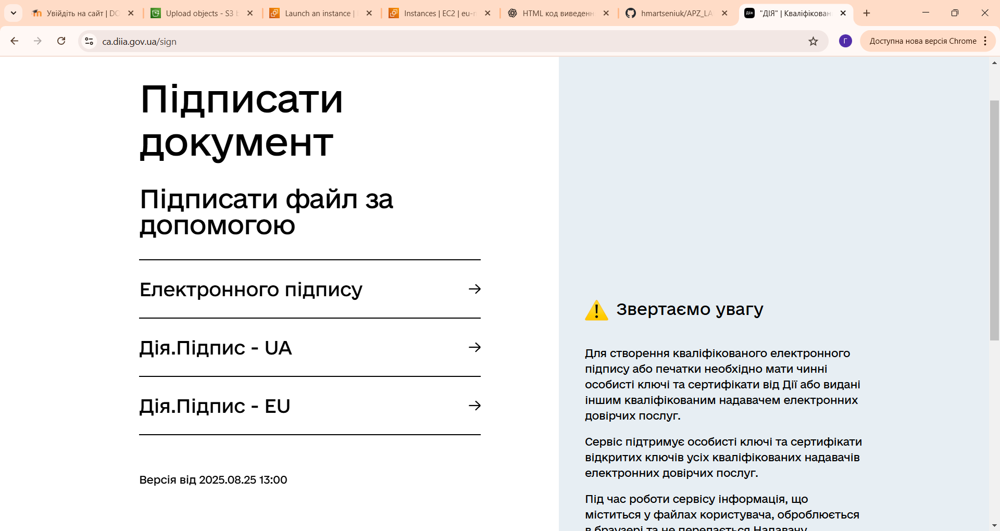 Увійдіть на сайт | DO
Upload objects - S3 b
Launch an instance |
Instances | EC2 | eu-n
HTML код виведенн
hmartseniuk/APZ_LA
Дія
"ДІЯ" | Кваліфікован
ca.diia.gov.ua/sign
Г
Доступна нова версія Chrome
Підписати
документ
Підписати файл за
допомогою
Електронного підпису
Дія.Підпис - UA
Дія.Підпис - EU
Версія від 2025.08.25 13:00
Звертаємо увагу
Для створення кваліфікованого електронного
підпису або печатки необхідно мати чинні
особисті ключі та сертифікати від Дії або видані
іншим кваліфікованим надавачем електронних
довірчих послуг.
Сервіс підтримує особисті ключі та сертифікати
відкритих ключів усіх кваліфікованих надавачів
електронних довірчих послуг.
Під час роботи сервісу інформація, що
міститься у файлах користувача, оброблюється
в браузері та не передається Надавачу